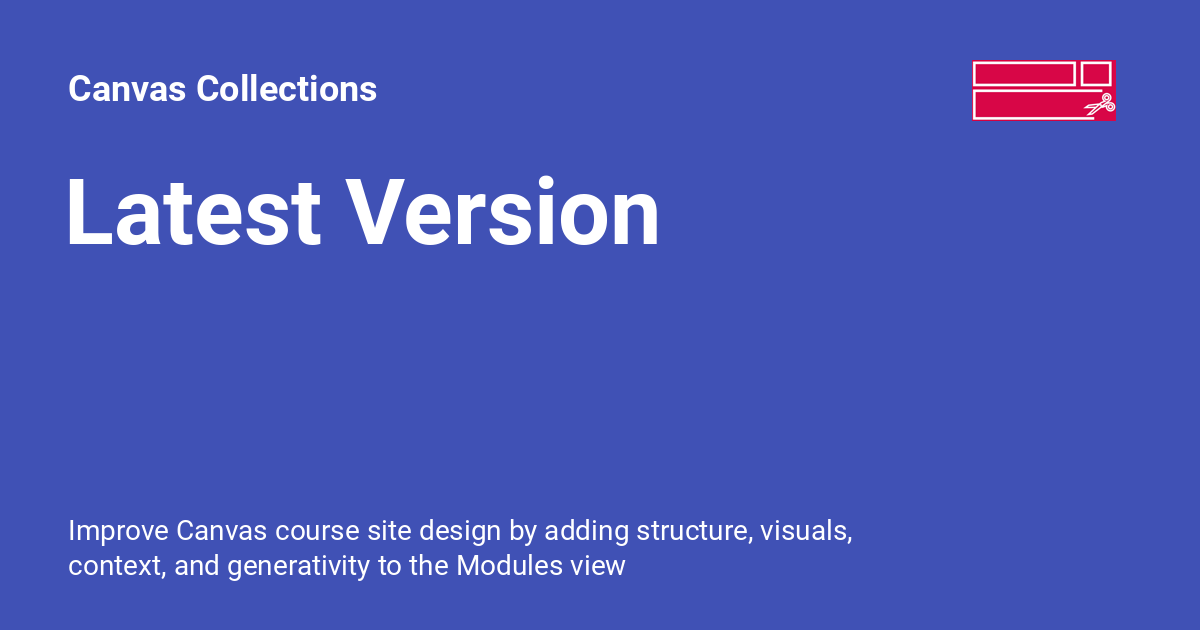 Canvas Collections
Latest Version
Improve Canvas course site design by adding structure, visuals,
context, and generativity to the Modules view